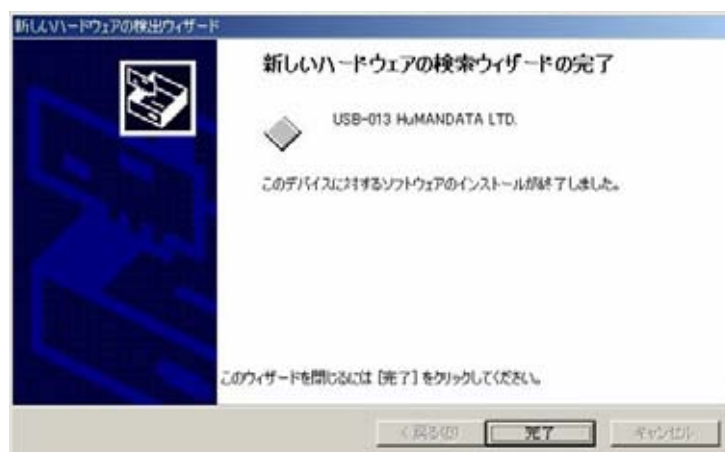 新しいハードウェアの検出ウィザード
新しいハードウェアの検索ウィザードの完了
USB-013 HuMANDATA LTD.
このデバイスに対するソフトウェアのインストールが終了しました。
このウィザードを閉じるには [完了] をクリックしてください。
< 戻る(B)
完了
キャンセル